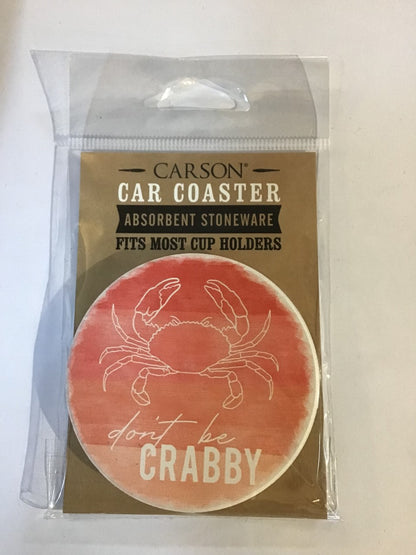 CARSON®
CAR COASTER
ABSORBENT STONEWARE
FITS MOST CUP HOLDERS
don't be
CRABBY